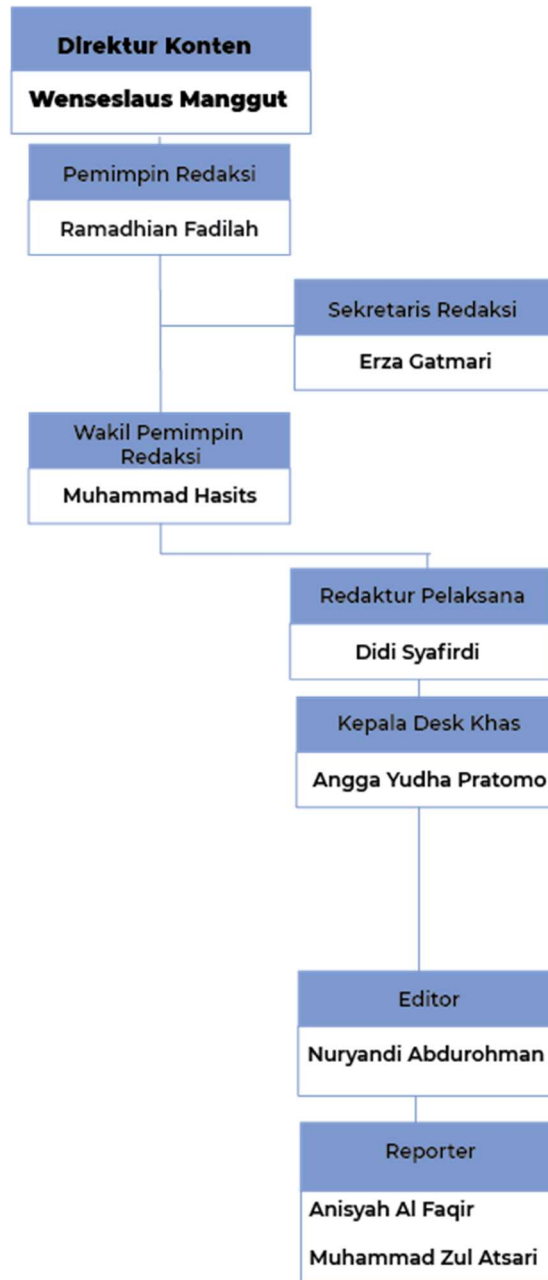 Direktur Konten
Wenseslaus Manggut
Pemimpin Redaksi
Ramadhian Fadilah
Sekretaris Redaksi
Erza Gatmari
Wakil Pemimpin
Redaksi
Muhammad Hasits
Redaktur Pelaksana
Didi Syafirdi
Kepala Desk Khas
Angga Yudha Pratomo
Editor
Nuryandi Abdurohman
Reporter
Anisyah Al Faqir
Muhammad Zul Atsari